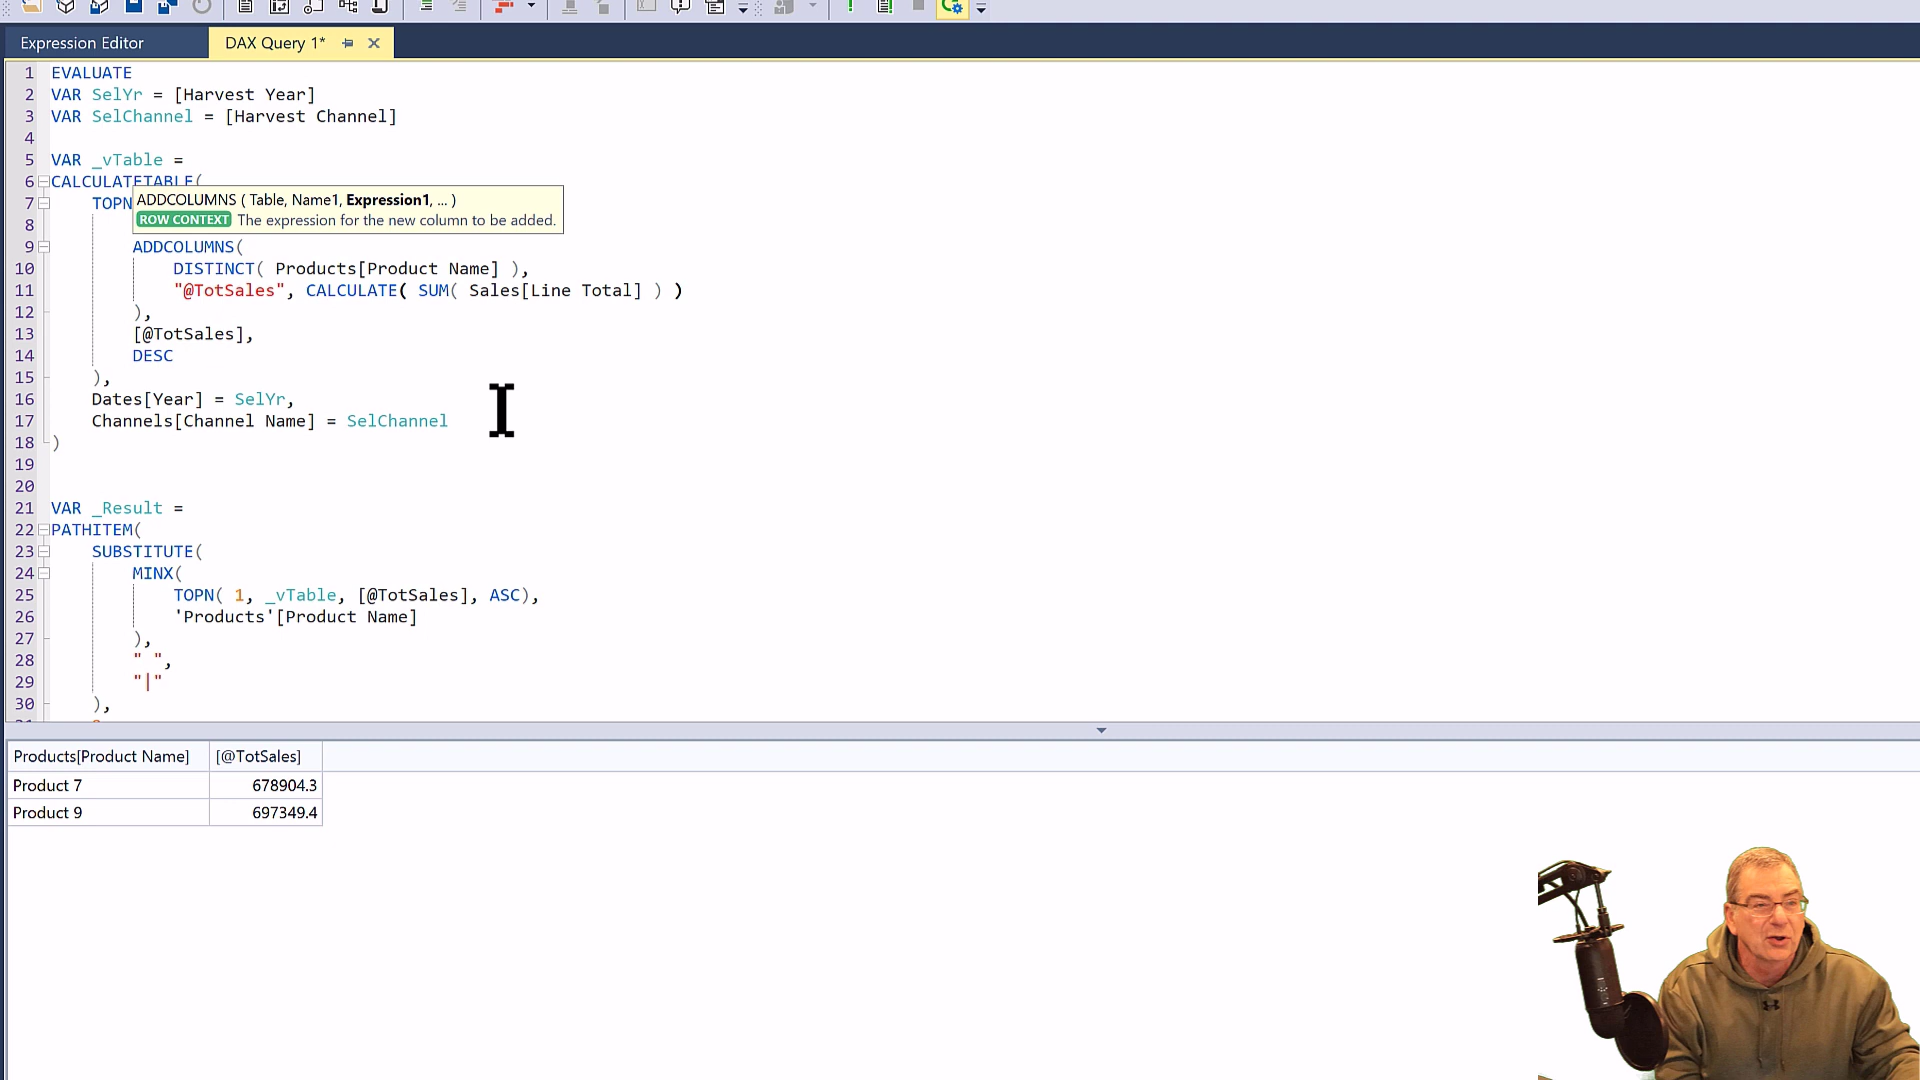 Expression Editor
DAX Query 1*
1 EVALUATE
2 VAR SelYr = [Harvest Year]
3 VAR SelChannel = [Harvest Channel]
4
5 VAR _vTable =
6 CALCULATETABLE(
7 TOPN
ADDCOLUMNS ( Table, Name1, Expression1, ... )
ROW CONTEXT The expression for the new column to be added.
8
9 ADDCOLUMNS(
10 DISTINCT( Products[Product Name] ),
11 "@TotSales", CALCULATE( SUM( Sales[Line Total] ) )
12 ),
13 [@TotSales],
14 DESC
15 ),
16 Dates[Year] = SelYr,
17 Channels[Channel Name] = SelChannel
18 )
19
20
21 VAR _Result =
22 PATHITEM(
23 SUBSTITUTE(
24 MINX(
25 TOPN( 1, _vTable, [@TotSales], ASC),
26 'Products'[Product Name]
27 ),
28 " ",
29 "|"
30 ),
Products[Product Name] [@TotSales]
Product 7 678904.3
Product 9 697349.4